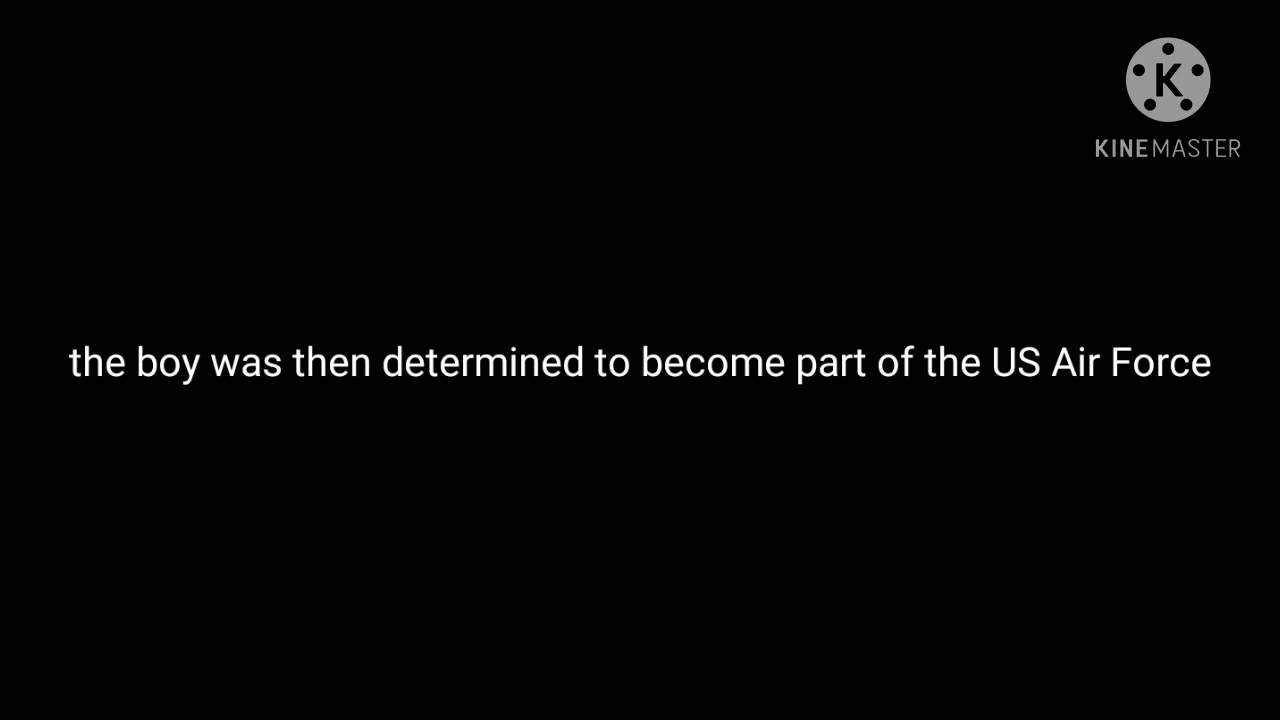 K
KINEMASTER
the boy was then determined to become part of the US Air Force